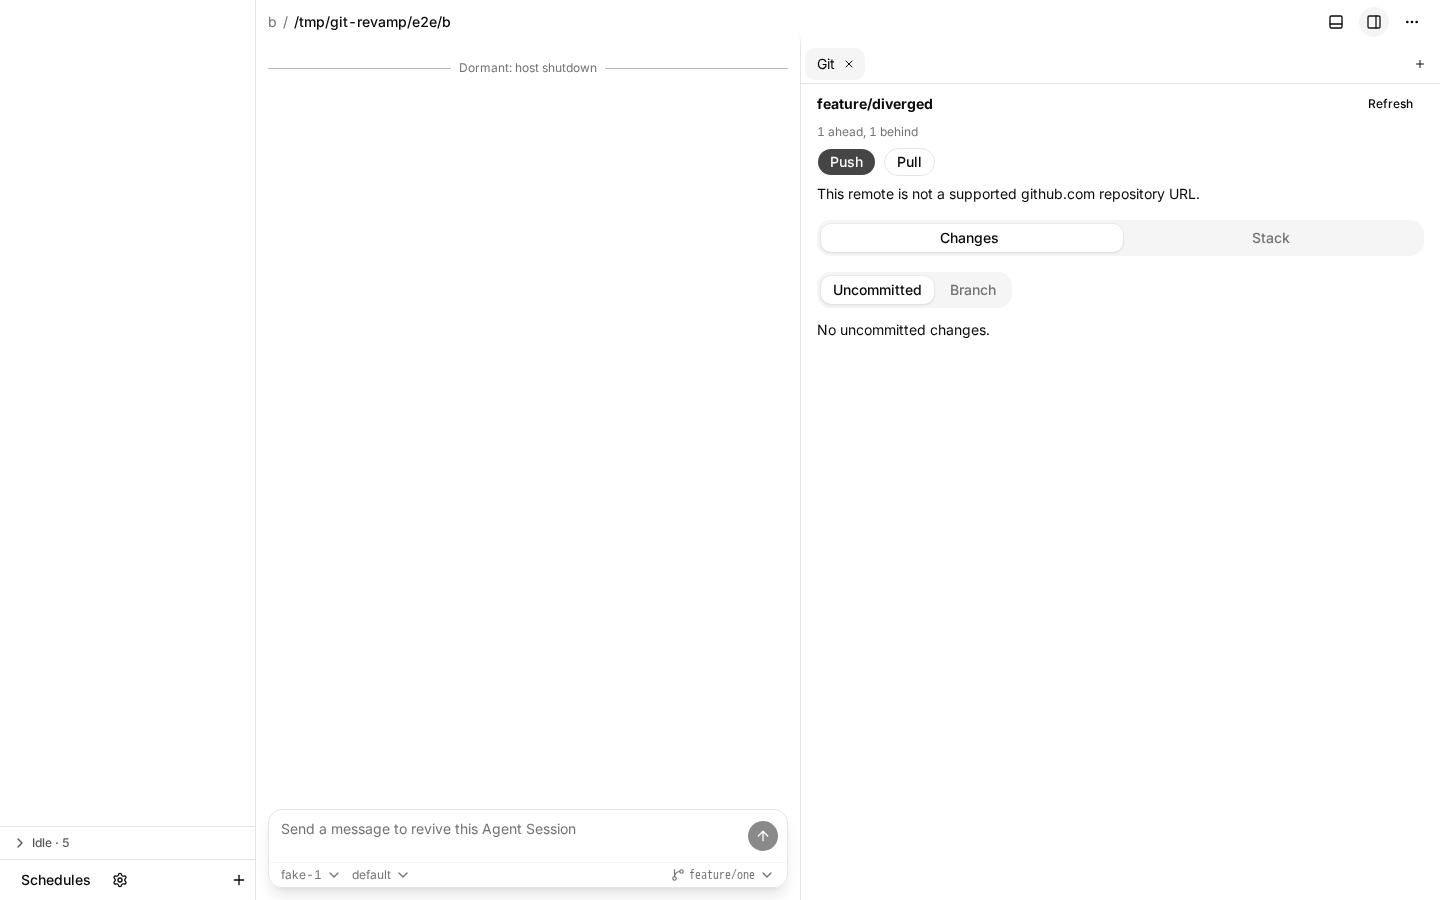 b / /tmp/git-revamp/e2e/b
Dormant: host shutdown
Git
feature/diverged
Refresh
1 ahead, 1 behind
Push
Pull
This remote is not a supported github.com repository URL.
Changes
Stack
Uncommitted
Branch
No uncommitted changes.
Send a message to revive this Agent Session
fake-1
default
feature/one
Idle · 5
Schedules